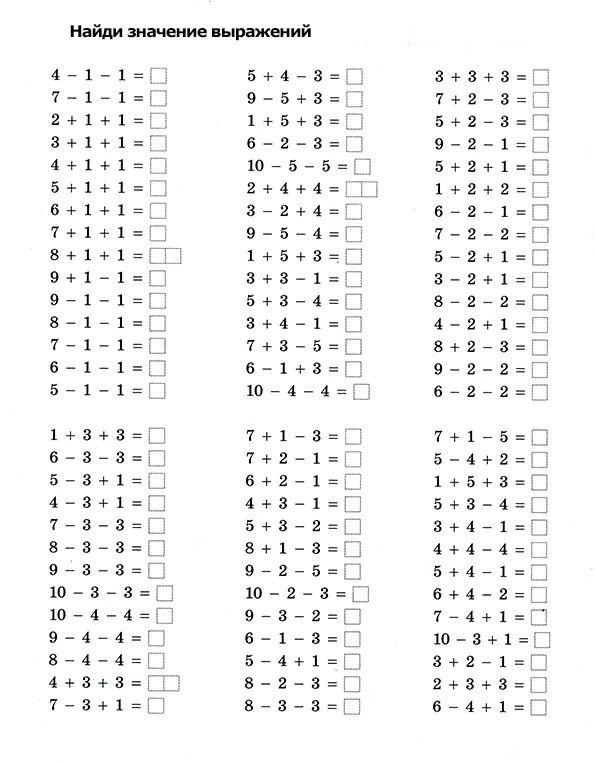 Найди значение выражений
4 − 1 − 1 =
7 − 1 − 1 =
2 + 1 + 1 =
3 + 1 + 1 =
4 + 1 + 1 =
5 + 1 + 1 =
6 + 1 + 1 =
7 + 1 + 1 =
8 + 1 + 1 =
9 + 1 − 1 =
9 − 1 − 1 =
8 − 1 − 1 =
7 − 1 − 1 =
6 − 1 − 1 =
5 − 1 − 1 =
5 + 4 − 3 =
9 − 5 + 3 =
1 + 5 + 3 =
6 − 2 − 3 =
10 − 5 − 5 =
2 + 4 + 4 =
3 − 2 + 4 =
9 − 5 − 4 =
1 + 5 + 3 =
3 + 3 − 1 =
5 + 3 − 4 =
3 + 4 − 1 =
7 + 3 − 5 =
6 − 1 + 3 =
10 − 4 − 4 =
3 + 3 + 3 =
7 + 2 − 3 =
5 + 2 − 3 =
9 − 2 − 1 =
5 + 2 + 1 =
1 + 2 + 2 =
6 − 2 − 1 =
7 − 2 − 2 =
5 − 2 + 1 =
3 − 2 + 1 =
8 − 2 − 2 =
4 − 2 + 1 =
8 + 2 − 3 =
9 − 2 − 2 =
6 − 2 − 2 =
1 + 3 + 3 =
6 − 3 − 3 =
5 − 3 + 1 =
4 − 3 + 1 =
7 − 3 − 3 =
8 − 3 − 3 =
9 − 3 − 3 =
10 − 3 − 3 =
10 − 4 − 4 =
9 − 4 − 4 =
8 − 4 − 4 =
4 + 3 + 3 =
7 − 3 + 1 =
7 + 1 − 3 =
7 + 2 − 1 =
6 + 2 − 1 =
4 + 3 − 1 =
5 + 3 − 2 =
8 + 1 − 3 =
9 − 2 − 5 =
10 − 2 − 3 =
9 − 3 − 2 =
6 − 1 − 3 =
5 − 4 + 1 =
8 − 2 − 3 =
8 − 3 − 3 =
7 + 1 − 5 =
5 − 4 + 2 =
1 + 5 + 3 =
5 + 3 − 4 =
3 + 4 − 1 =
4 + 4 − 4 =
5 + 4 − 1 =
6 + 4 − 2 =
7 − 4 + 1 =
10 − 3 + 1 =
3 + 2 − 1 =
2 + 3 + 3 =
6 − 4 + 1 =